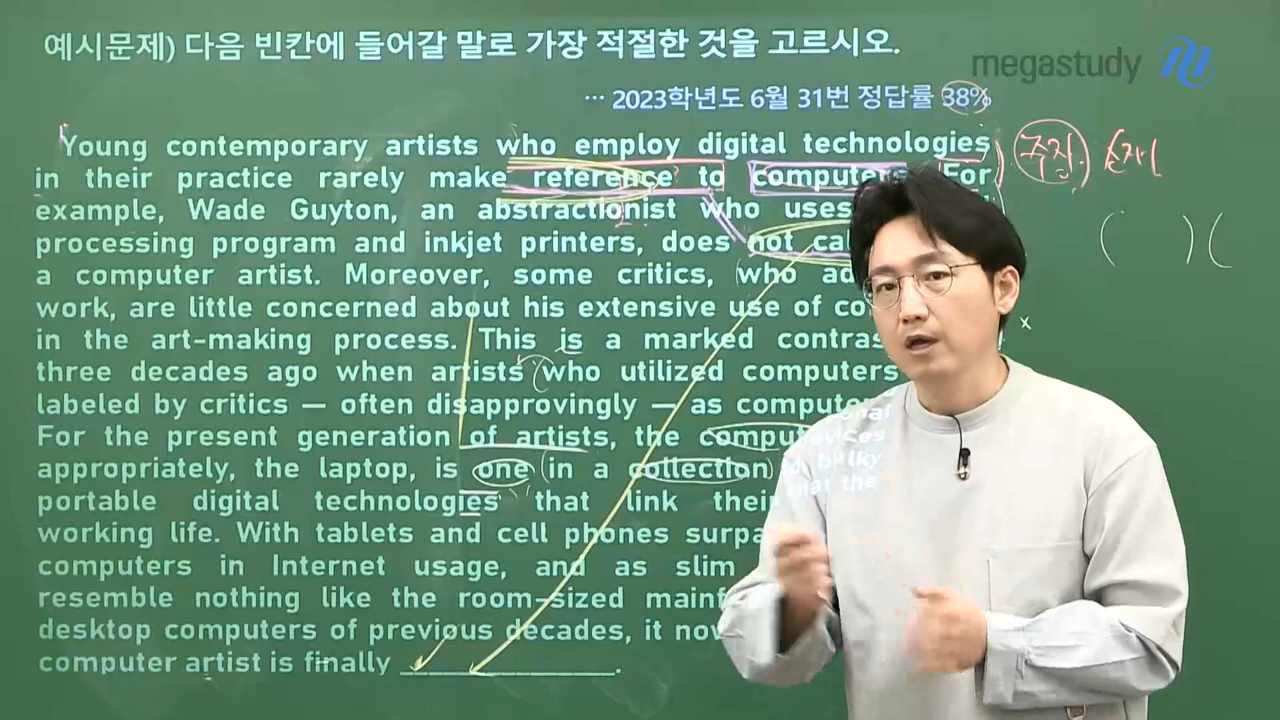 예시문제) 다음 빈칸에 들어갈 말로 가장 적절한 것을 고르시오.
megastudy
··· 2023학년도 6월 31번 정답률 38%
Young contemporary artists who employ digital technologies
in their practice rarely make reference to computers. For
example, Wade Guyton, an abstractionist who uses
processing program and inkjet printers, does not
a computer artist. Moreover, some critics, who
work, are little concerned about his extensive use of
in the art-making process. This is a marked
three decades ago when artists who utilized computers
labeled by critics — often disapprovingly — as
For the present generation of artists, the
appropriately, the laptop, is one in a collection
portable digital technologies that link their
working life. With tablets and cell phones
computers in Internet usage, and as slim
resemble nothing like the room-sized
desktop computers of previous decades, it
computer artist is finally ________.
주장
( ) (
x